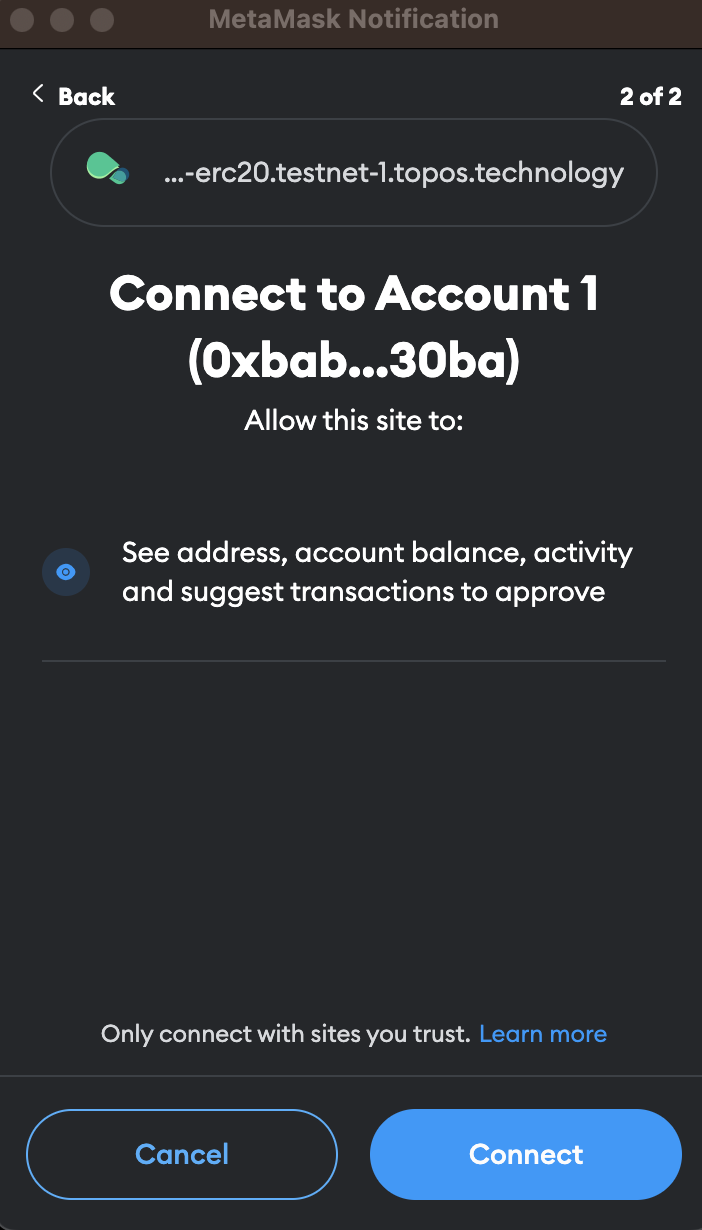 MetaMask Notification
Back
2 of 2
...-erc20.testnet-1.topos.technology
Connect to Account 1
(0xbab...30ba)
Allow this site to:
See address, account balance, activity
and suggest transactions to approve
Only connect with sites you trust. Learn more
Cancel
Connect